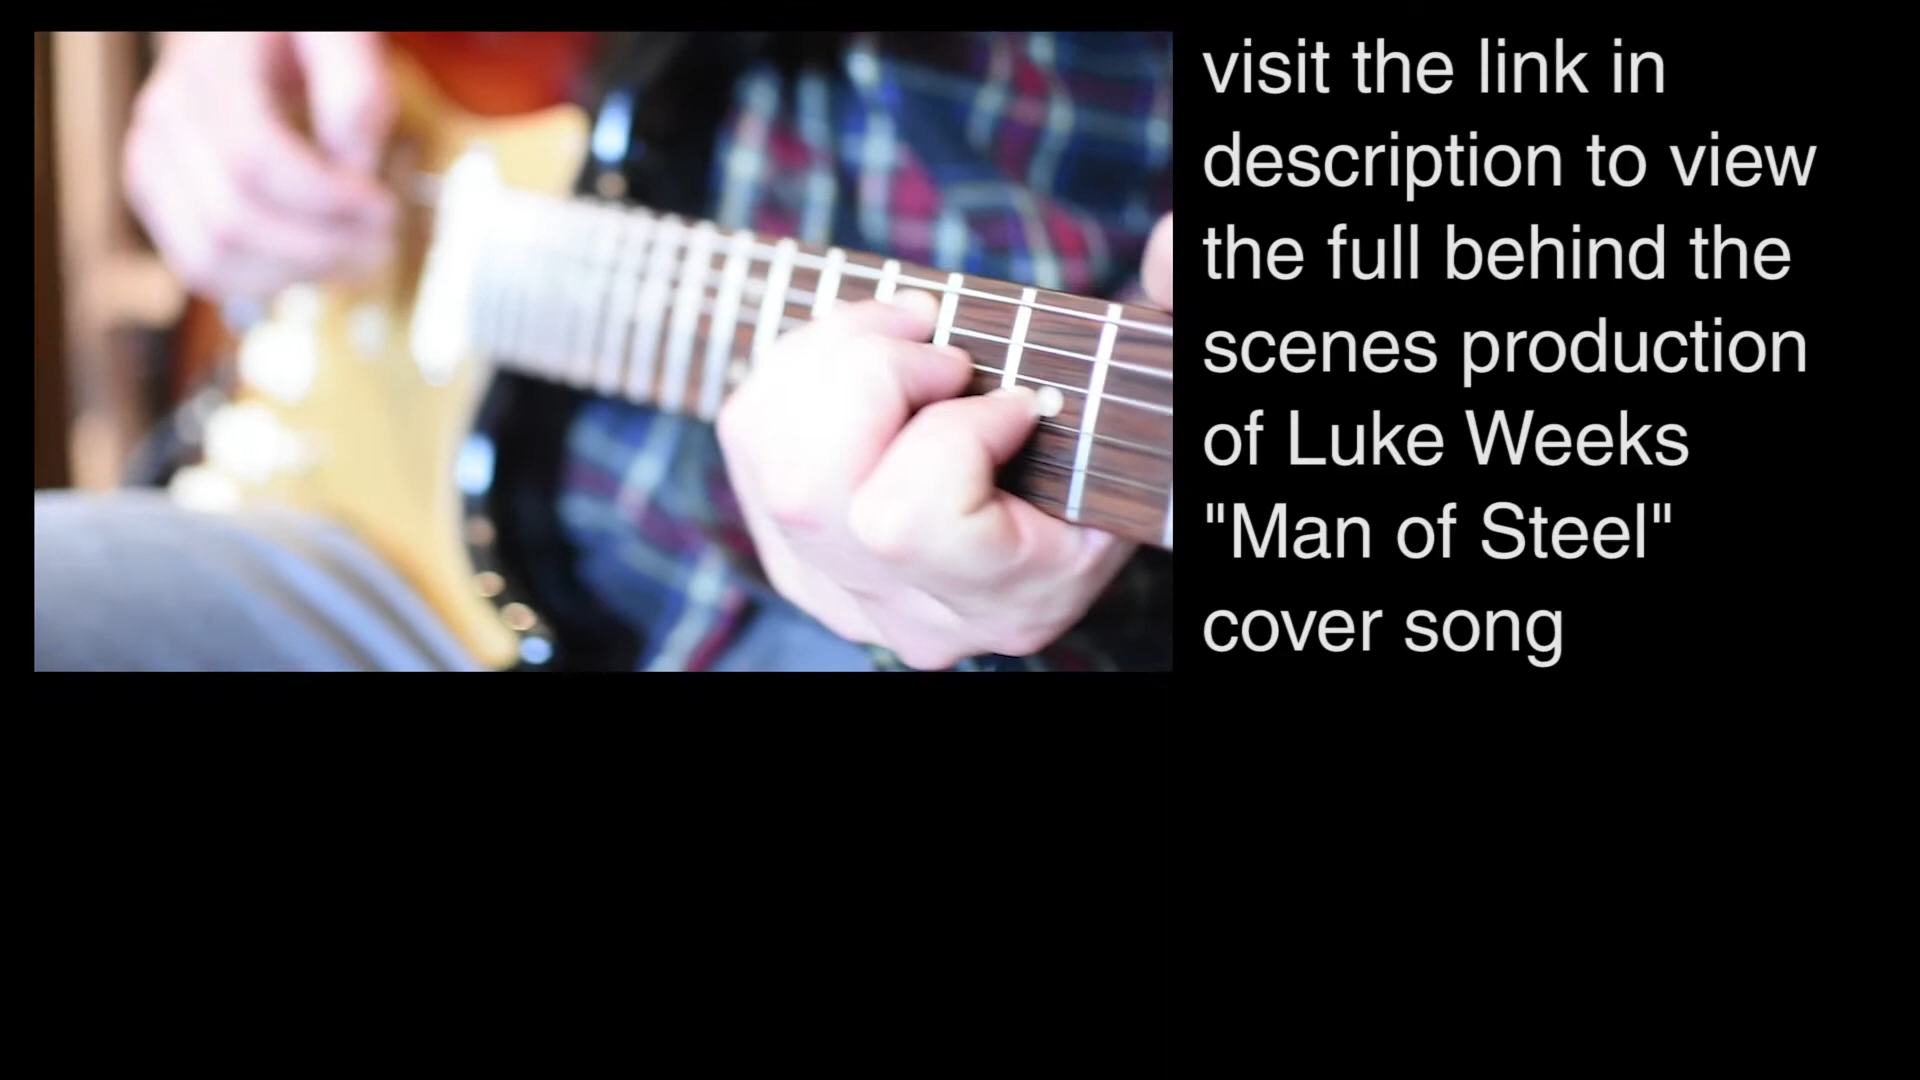 visit the link in
description to view
the full behind the
scenes production
of Luke Weeks
"Man of Steel"
cover song